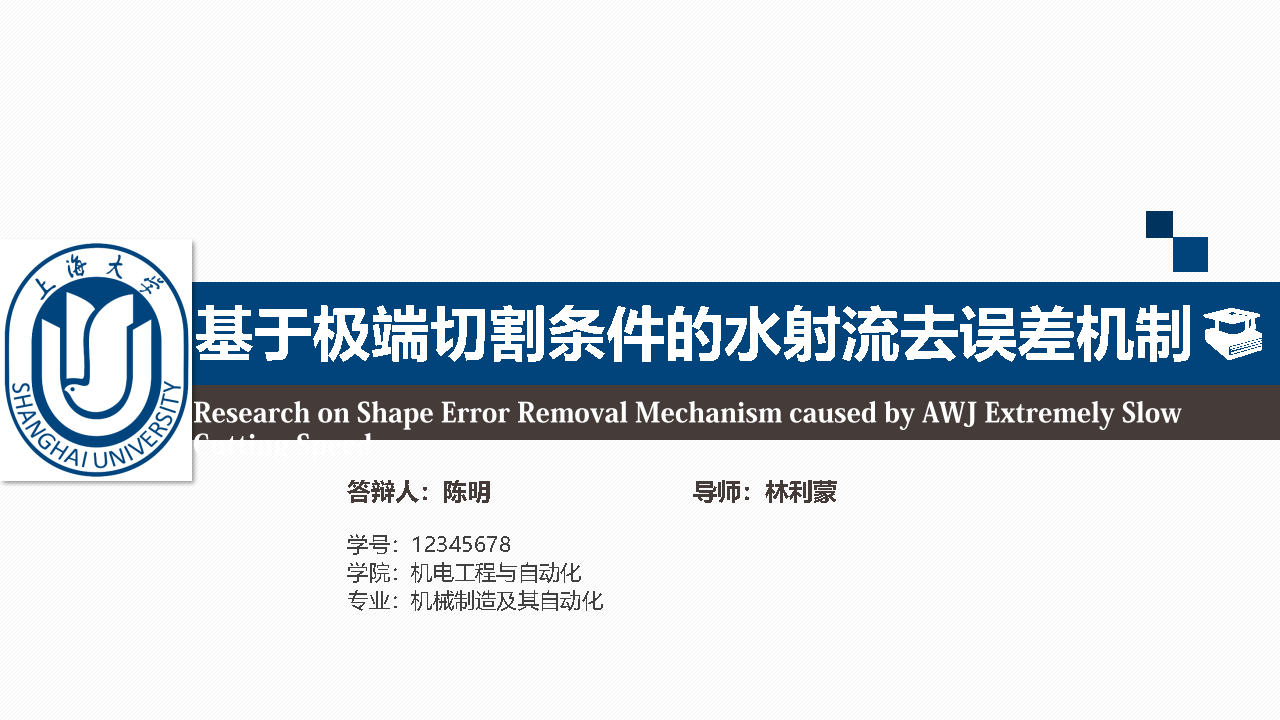 上海大学
SHANGHAI UNIVERSITY
基于极端切割条件的水射流去误差机制
Research on Shape Error Removal Mechanism caused by AWJ Extremely Slow
Cutting Speed
答辩人：陈明
导师：林利蒙
学号：12345678
学院：机电工程与自动化
专业：机械制造及其自动化